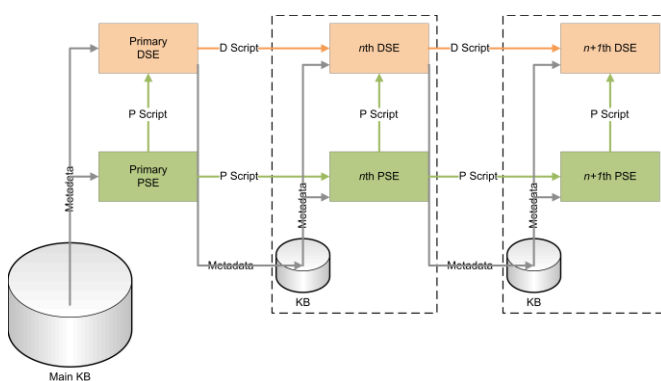 Primary
DSE
D Script
nth DSE
D Script
n+1th DSE
P Script
P Script
P Script
Primary
PSE
P Script
nth PSE
P Script
n+1th PSE
Metadata
Metadata
Metadata
Metadata
Metadata
KB
KB
Main KB